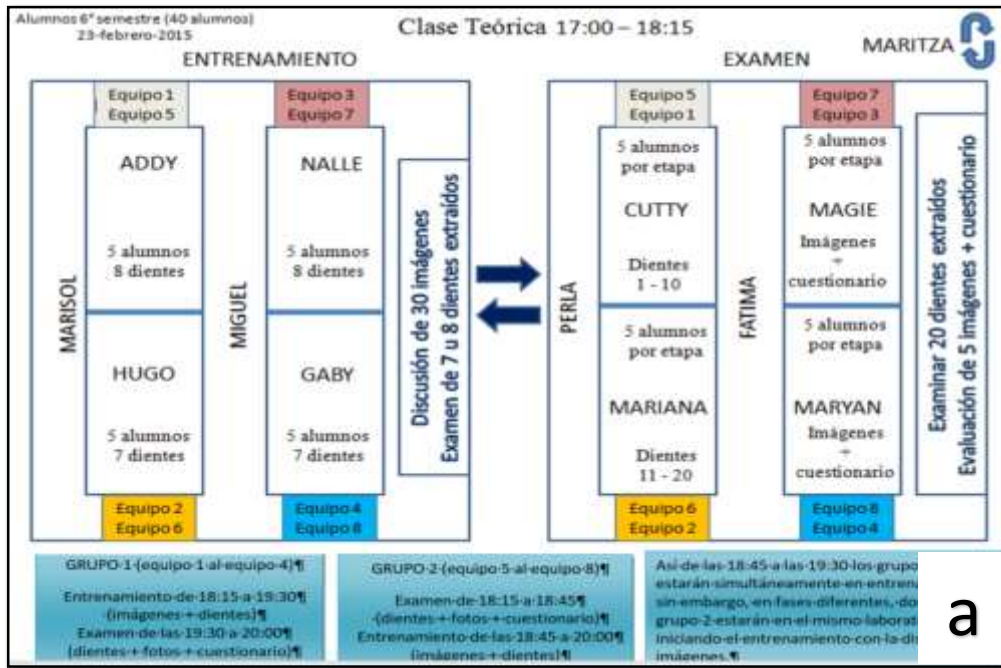 Alumnos 6° semestre (40 alumnos)
23-febrero-2015
Clase Teórica 17:00 – 18:15
MARITZA
ENTRENAMIENTO
EXAMEN
MARISOL
Equipo 1
Equipo 5
ADDY
5 alumnos
8 dientes
HUGO
5 alumnos
7 dientes
Equipo 2
Equipo 6
MIGUEL
Equipo 3
Equipo 7
NALLE
5 alumnos
8 dientes
GABY
5 alumnos
7 dientes
Equipo 4
Equipo 8
Discusión de 30 imágenes
Examen de 7 u 8 dientes extraídos
PERLA
Equipo 5
Equipo 1
5 alumnos
por etapa
CUTTY
Dientes
1 - 10
5 alumnos
por etapa
MARIANA
Dientes
11 - 20
Equipo 6
Equipo 2
FATIMA
Equipo 7
Equipo 3
5 alumnos
por etapa
MAGIE
Imágenes
+
cuestionario
5 alumnos
por etapa
MARYAN
Imágenes
+
cuestionario
Equipo 8
Equipo 4
Examinar 20 dientes extraídos
Evaluación de 5 imágenes + cuestionario
GRUPO·1·(equipo·1·al·equipo·4)¶
Entrenamiento·de·18:15·a·19:30¶
(imágenes·+·dientes)¶
Examen·de·las·19:30·a·20:00¶
(dientes·+·fotos·+·cuestionario)¶
GRUPO·2·(equipo·5·al·equipo·8)¶
Examen·de·18:15·a·18:45¶
(dientes·+·fotos·+·cuestionario)¶
Entrenamiento·de·las·18:45·a·20:00¶
(imágenes·+·dientes)¶
Así·de·las·18:45·a·las·19:30·los·grupo
estarán·simultáneamente·en·entren
sin·embargo,·en·fases·diferentes,·do
grupo·2·estarán·en·el·mismo·laborat
iniciando·el·entrenamiento·con·la·di
imágenes.¶
a